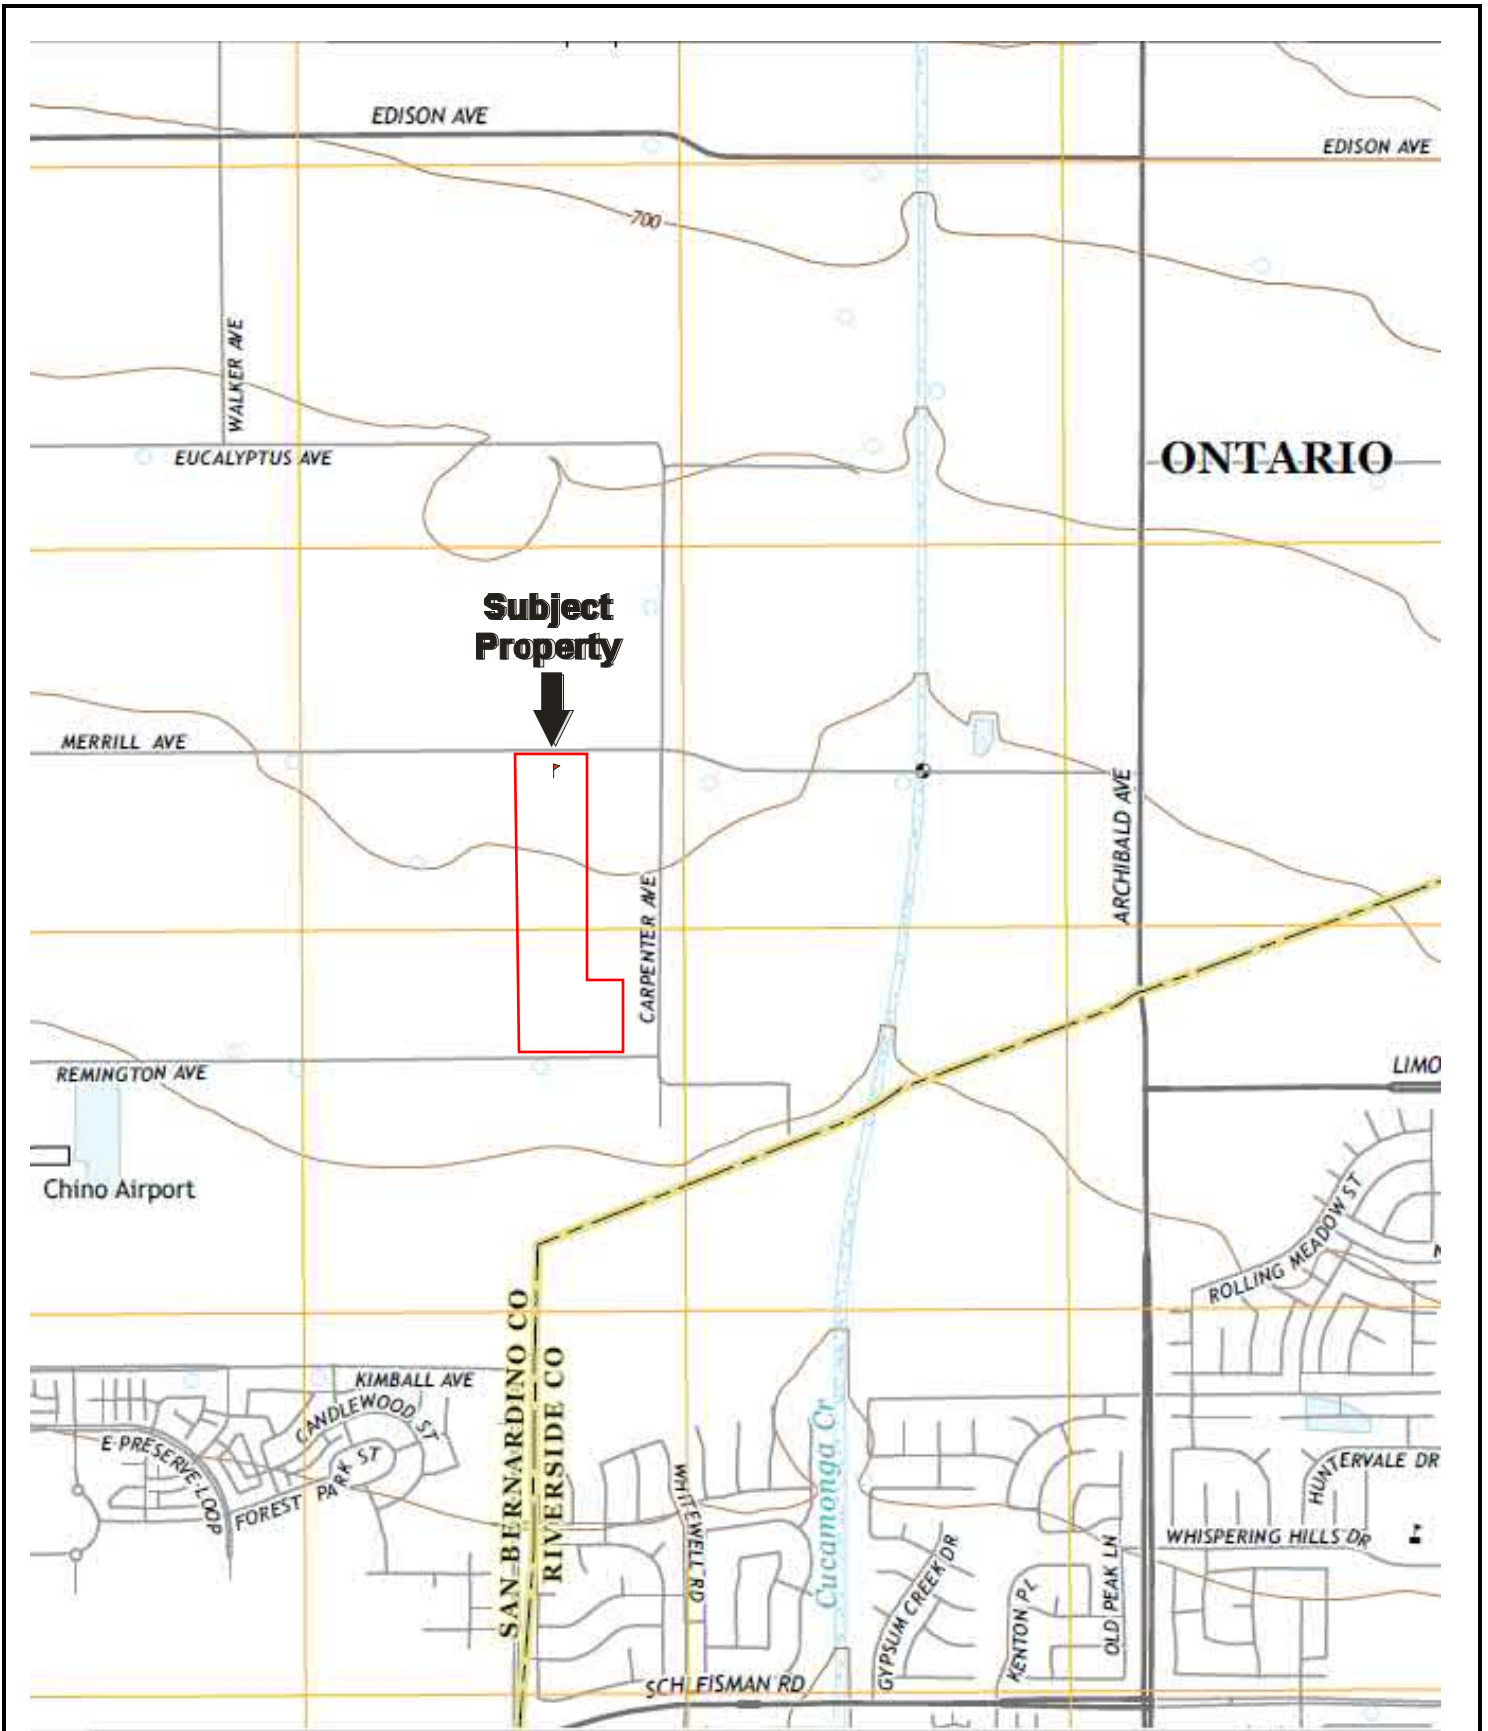 EDISON AVE
EDISON AVE
700
WALKER AVE
EUCALYPTUS AVE
ONTARIO
Subject
Property
MERRILL AVE
ARCHIBALD AVE
CARPENTER AVE
REMINGTON AVE
LIMO
Chino Airport
ROLLING MEADOW ST
SAN BERNARDINO CO
RIVERSIDE CO
KIMBALL AVE
CANDLEWOOD ST
E PRESERVE LOOP
FOREST PARK ST
WHITEWELL RD
Cucamonga Cr
GYPSUM CREEK DR
KENTON PL
OLD PEAK LN
HUNTERVALE DR
WHISPERING HILLS DR
SCHLEISMAN RD